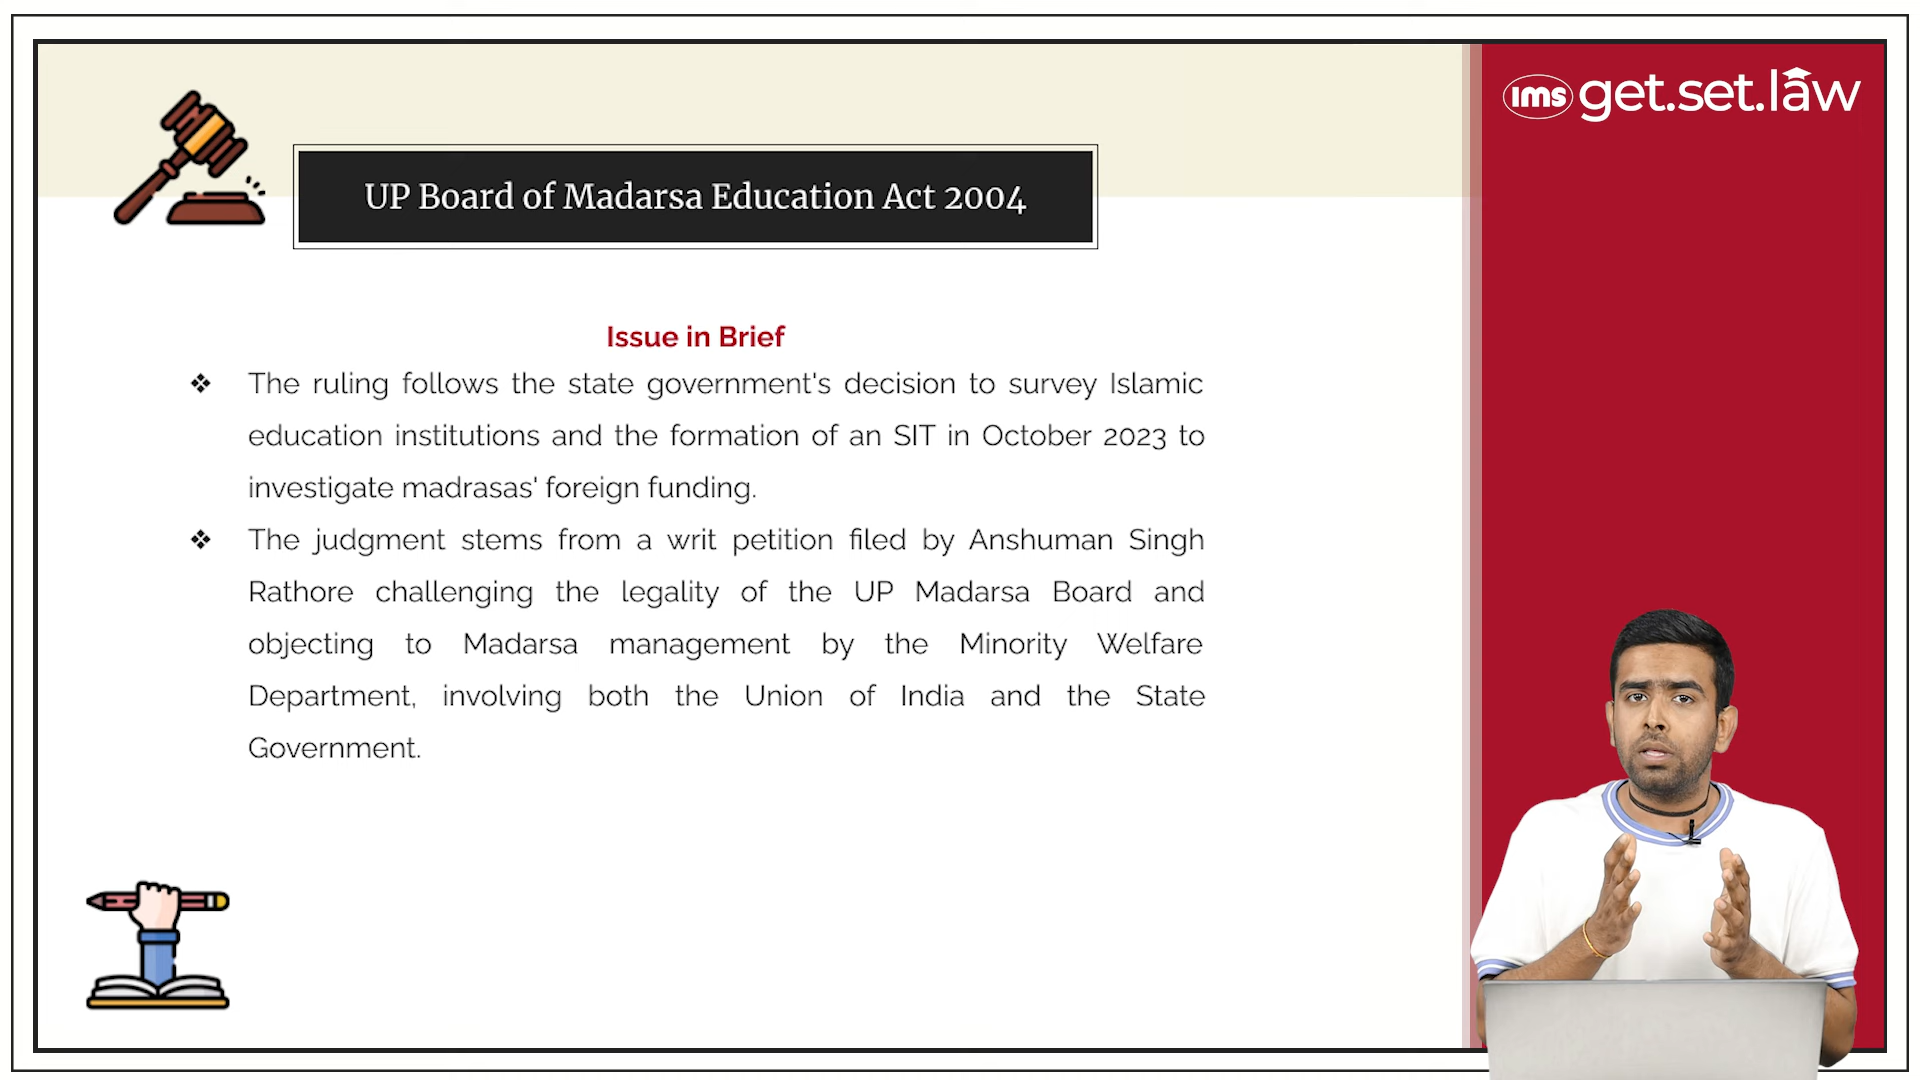 ims get.set.law
UP Board of Madarsa Education Act 2004
Issue in Brief
❖ The ruling follows the state government's decision to survey Islamic
education institutions and the formation of an SIT in October 2023 to
investigate madrasas' foreign funding.
❖ The judgment stems from a writ petition filed by Anshuman Singh
Rathore challenging the legality of the UP Madarsa Board and
objecting to Madarsa management by the Minority Welfare
Department, involving both the Union of India and the State
Government.